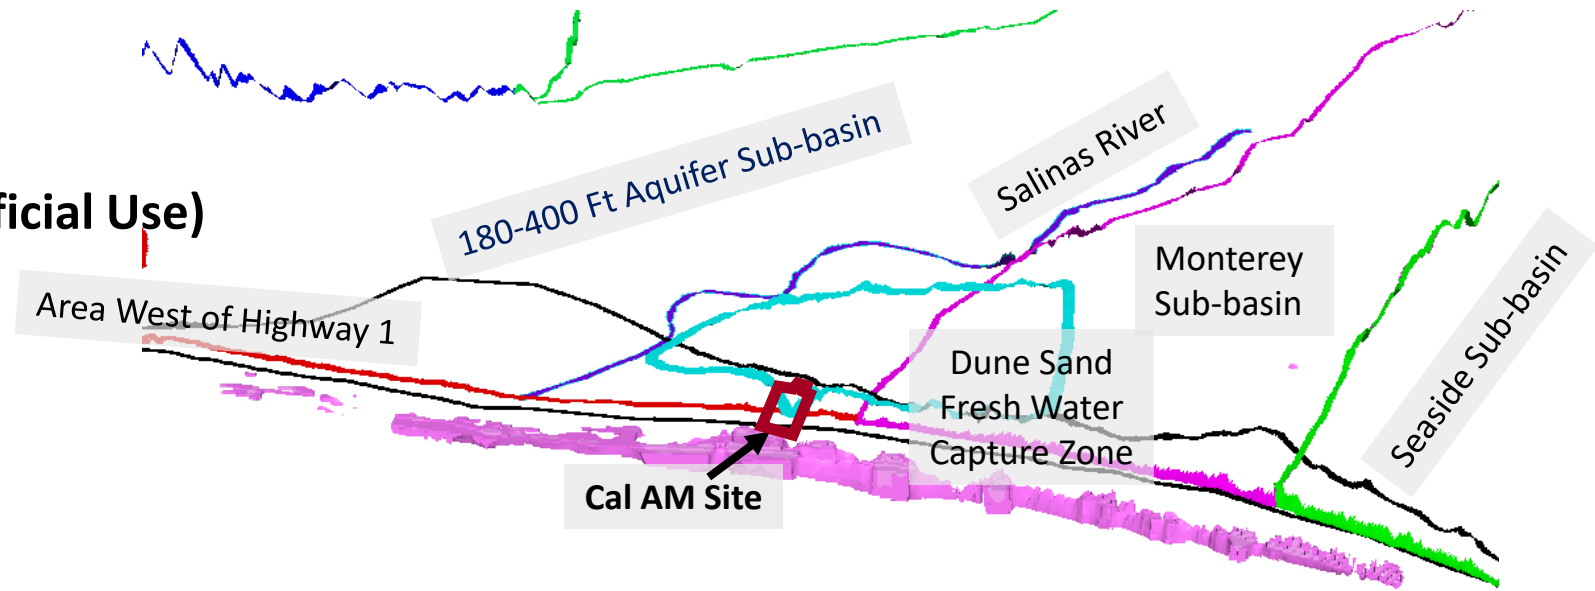 180-400 Ft Aquifer Sub-basin
Salinas River
Use)
Area West of Highway 1
Monterey
Sub-basin
Seaside Sub-basin
Dune Sand
Fresh Water
Capture Zone
Cal AM Site